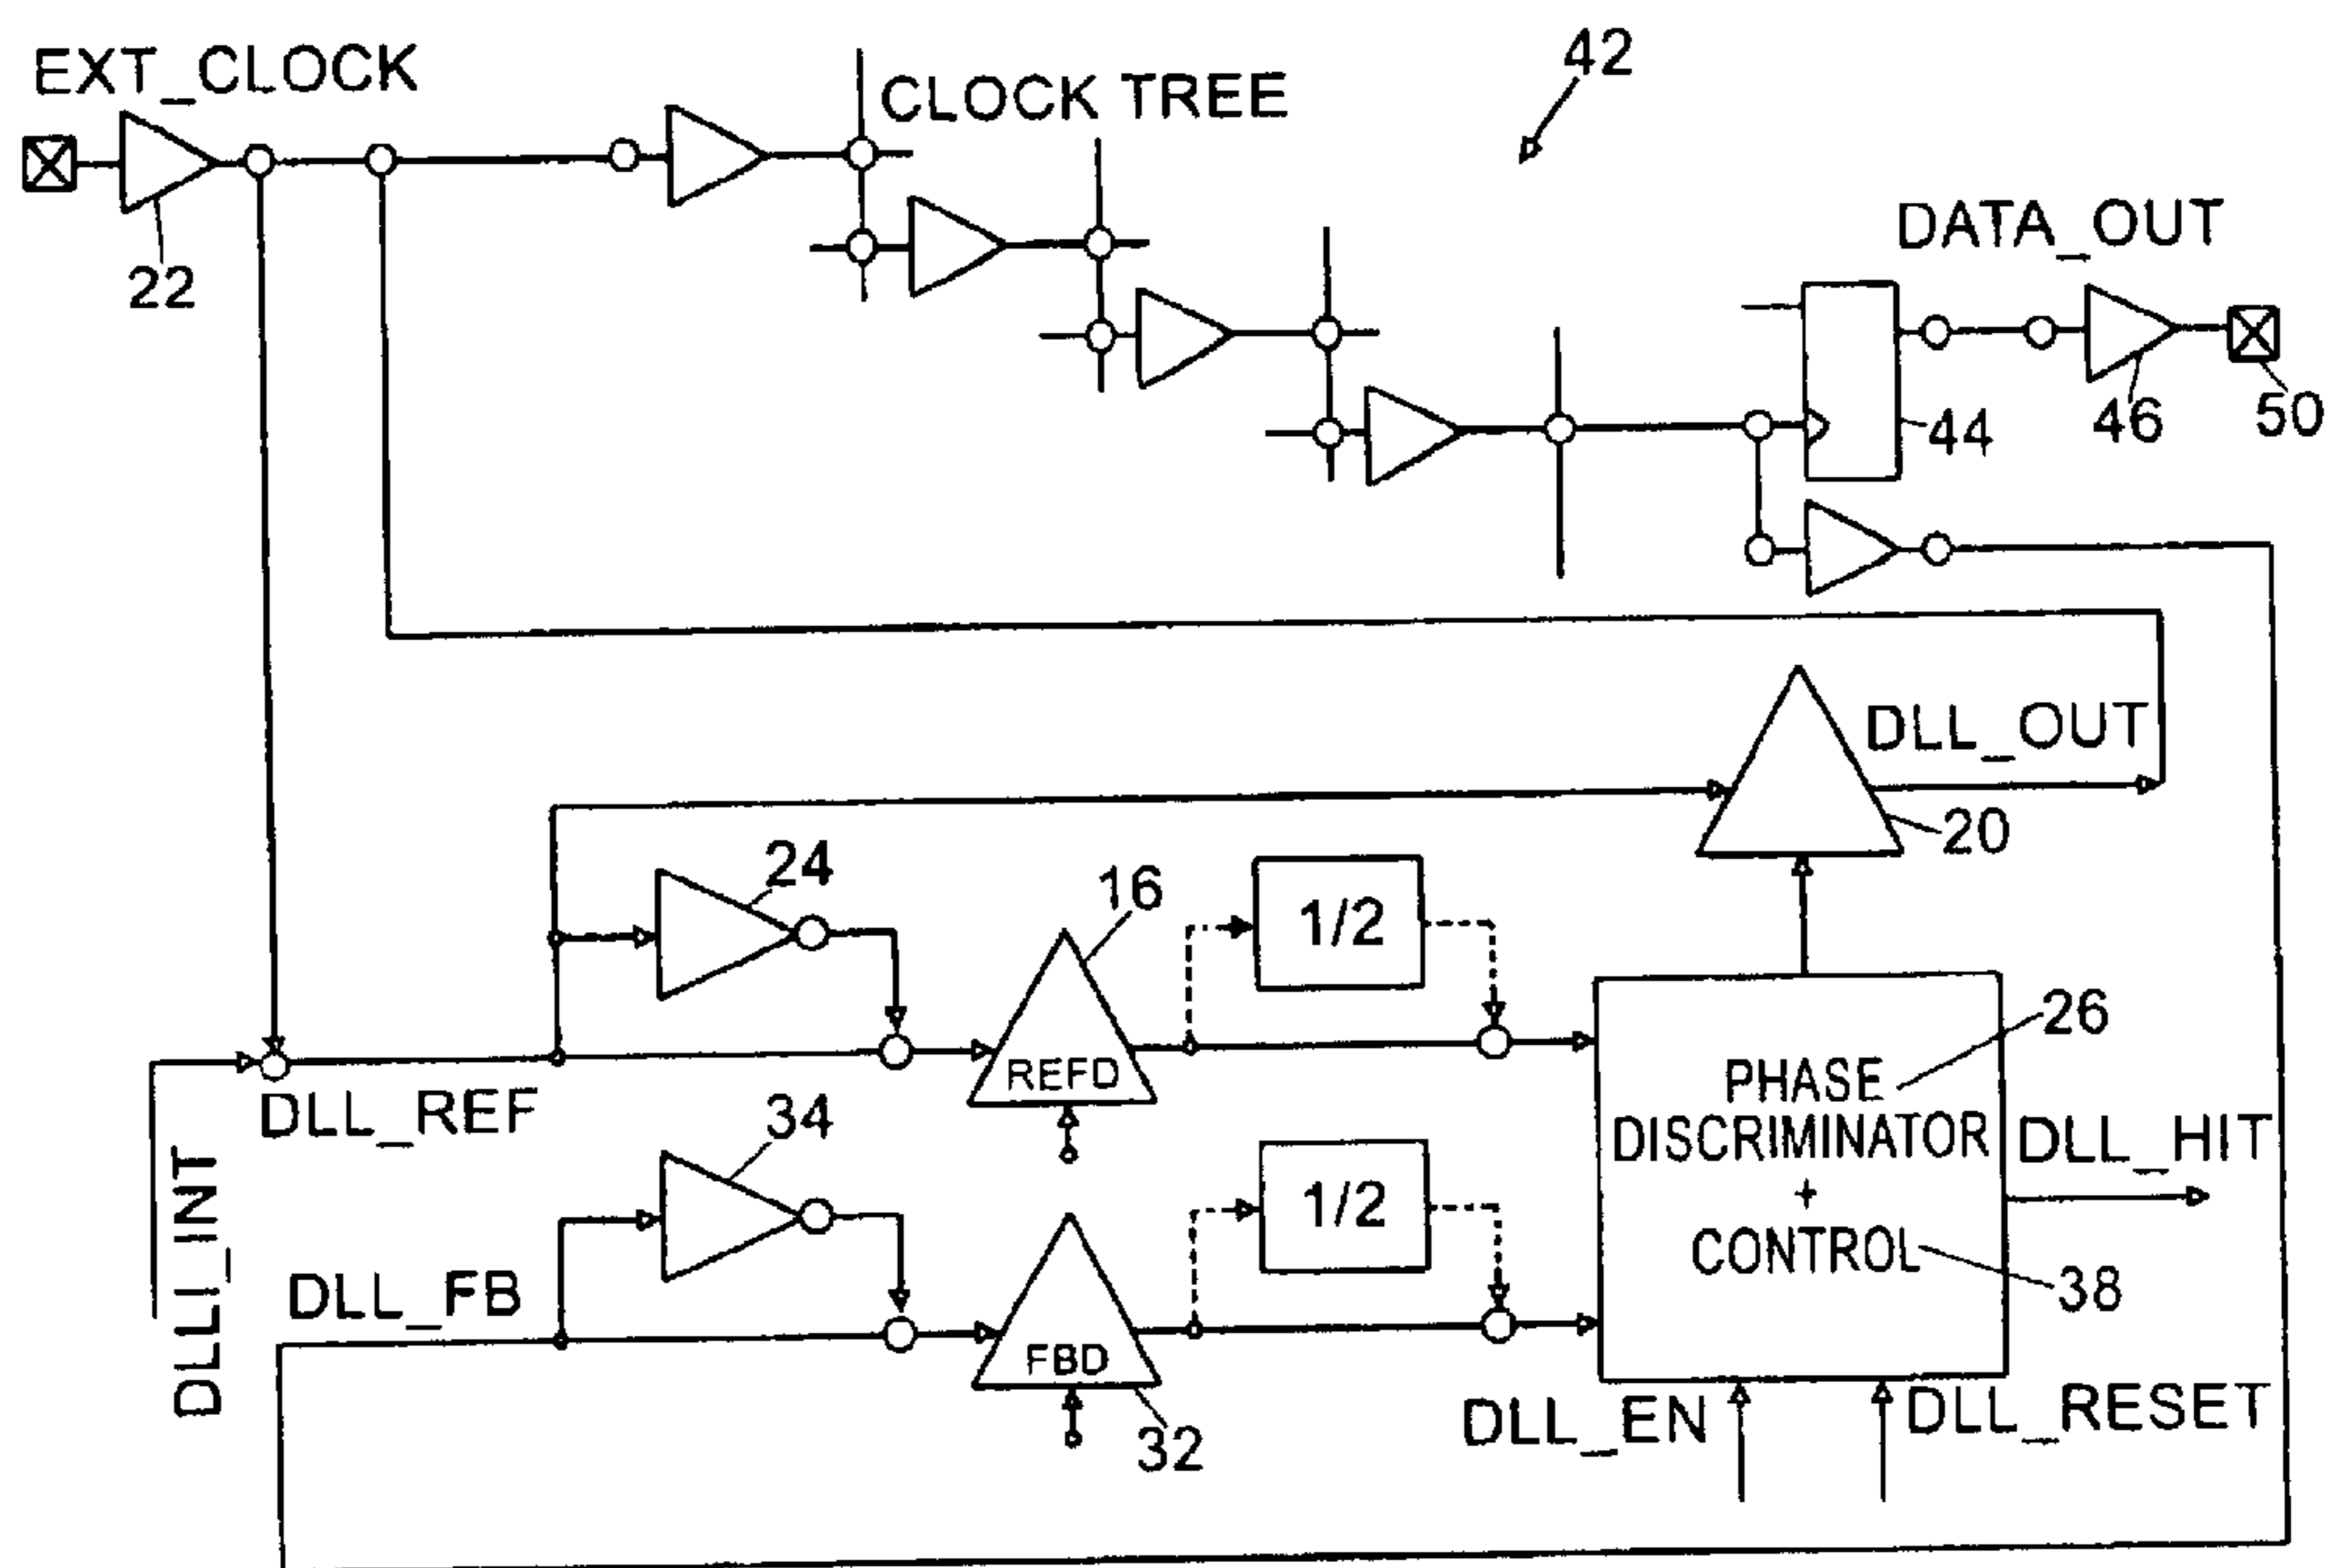 EXT_CLOCK
42
CLOCK TREE
22
DATA_OUT
44
46
50
DLL_OUT
20
24
16
1/2
26
PHASE
DISCRIMINATOR
+
CONTROL
REFD
DLL_REF
34
1/2
DLL_HIT
DLLI_INT
DLL_FB
38
FBD
32
DLL_EN
DLL_RESET